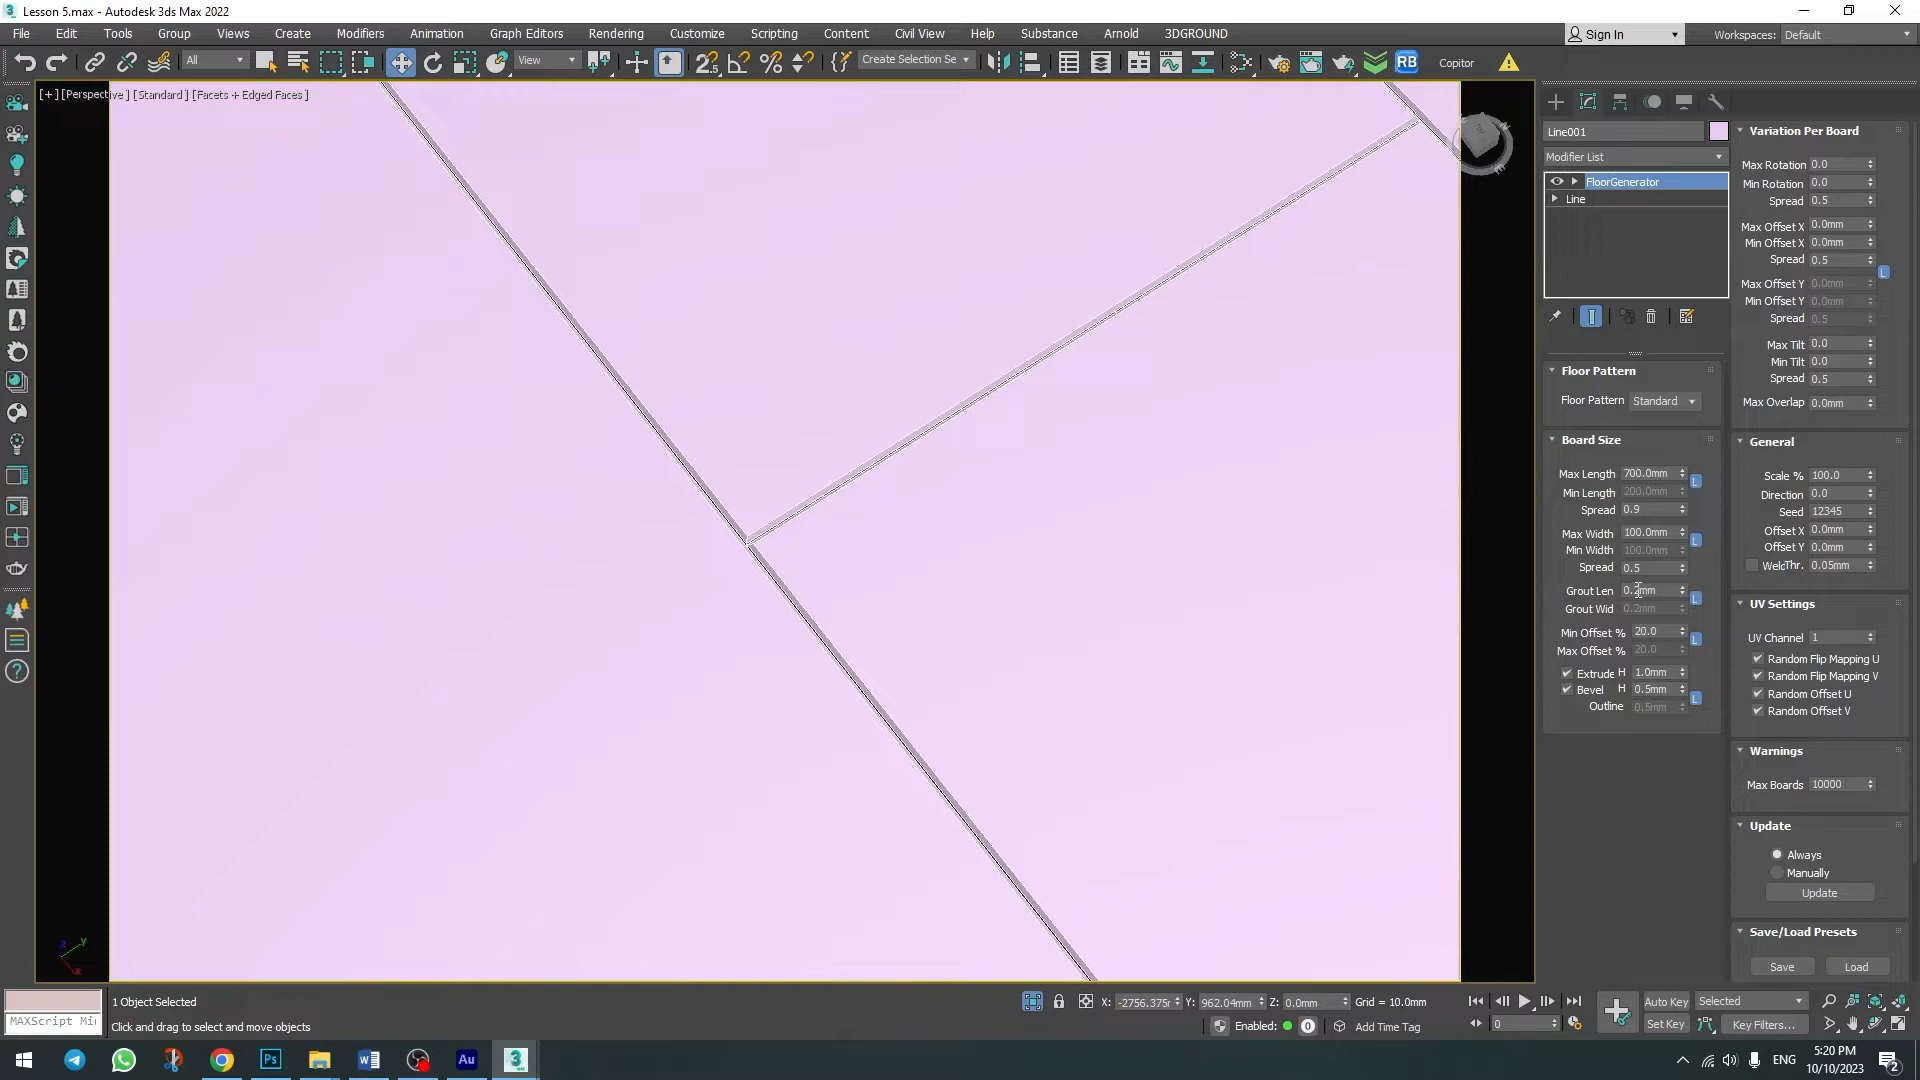 Lesson 5.max - Autodesk 3ds Max 2022
File Edit Tools Group Views Create Modifiers Animation Graph Editors Rendering Customize Scripting Content Civil View Help Substance Arnold 3DGROUND
Sign In
Workspaces: Default
All
View
Create Selection Se
RB
Copitor
[+] [Perspective] [Standard] [Facets + Edged Faces]
Line001
Modifier List
FloorGenerator
Line
Floor Pattern
Floor Pattern Standard
Board Size
Max Length 700.0mm
L
Min Length 200.0mm
Spread 0.9
Max Width 100.0mm
L
Min Width 100.0mm
Spread 0.5
Grout Len 0.2mm
L
Grout Wid 0.2mm
Min Offset % 20.0
L
Max Offset % 20.0
Extrude H 1.0mm
Bevel H 0.5mm
L
Outline 0.5mm
Variation Per Board
Max Rotation 0.0
Min Rotation 0.0
Spread 0.5
Max Offset X 0.0mm
Min Offset X 0.0mm
Spread 0.5
L
Max Offset Y 0.0mm
Min Offset Y 0.0mm
Spread 0.5
Max Tilt 0.0
Min Tilt 0.0
Spread 0.5
Max Overlap 0.0mm
General
Scale % 100.0
Direction 0.0
Seed 12345
Offset X 0.0mm
Offset Y 0.0mm
WeldThr. 0.05mm
UV Settings
UV Channel 1
Random Flip Mapping U
Random Flip Mapping V
Random Offset U
Random Offset V
Warnings
Max Boards 10000
Update
Always
Manually
Update
Save/Load Presets
Save Load
z y
x
MAXScript Mi
1 Object Selected
Click and drag to select and move objects
X: -2756.375 Y: 962.04mm Z: 0.0mm Grid = 10.0mm
Enabled: 0 Add Time Tag
0
Auto Key Selected
Set Key Key Filters...
Ps
Au
3
ENG
5:20 PM
10/10/2023
2